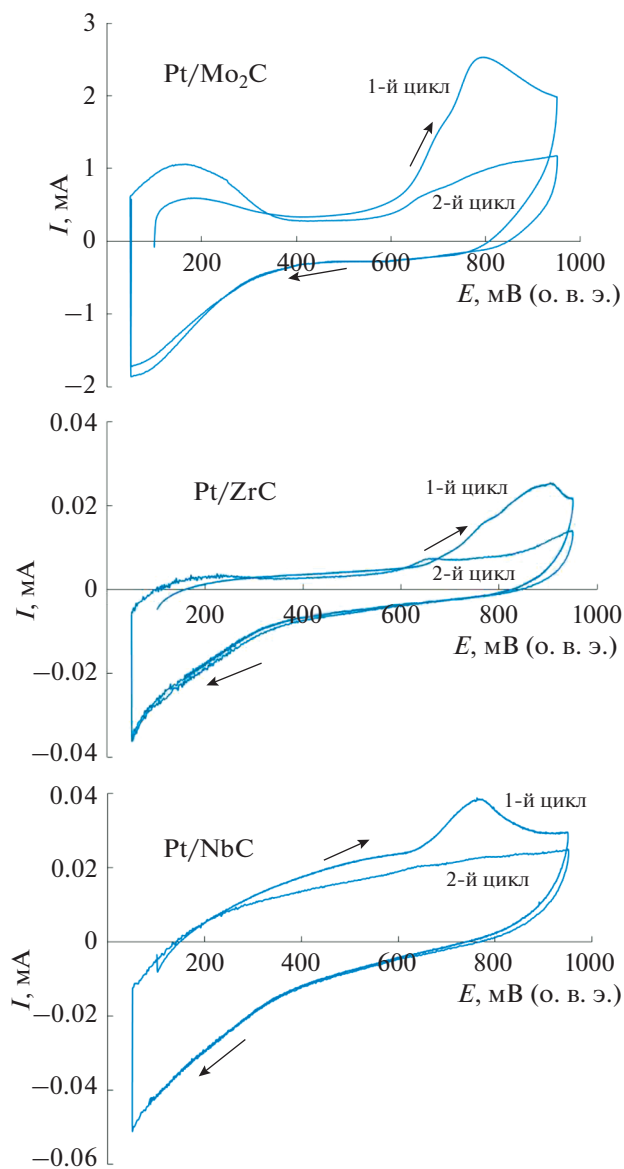 3
Pt/Mo₂C
1-й цикл
2
I, мА
1
2-й цикл
0
200 400 600 800 1000
E, мВ (о. в. э.)
−1
−2
0.04
Pt/ZrC
1-й цикл
0.02
I, мА
2-й цикл
0
200 400 600 800 1000
E, мВ (о. в. э.)
−0.02
−0.04
0.04
1-й цикл
Pt/NbC
0.02
2-й цикл
I, мА
0
200 400 600 800 1000
E, мВ (о. в. э.)
−0.02
−0.04
−0.06